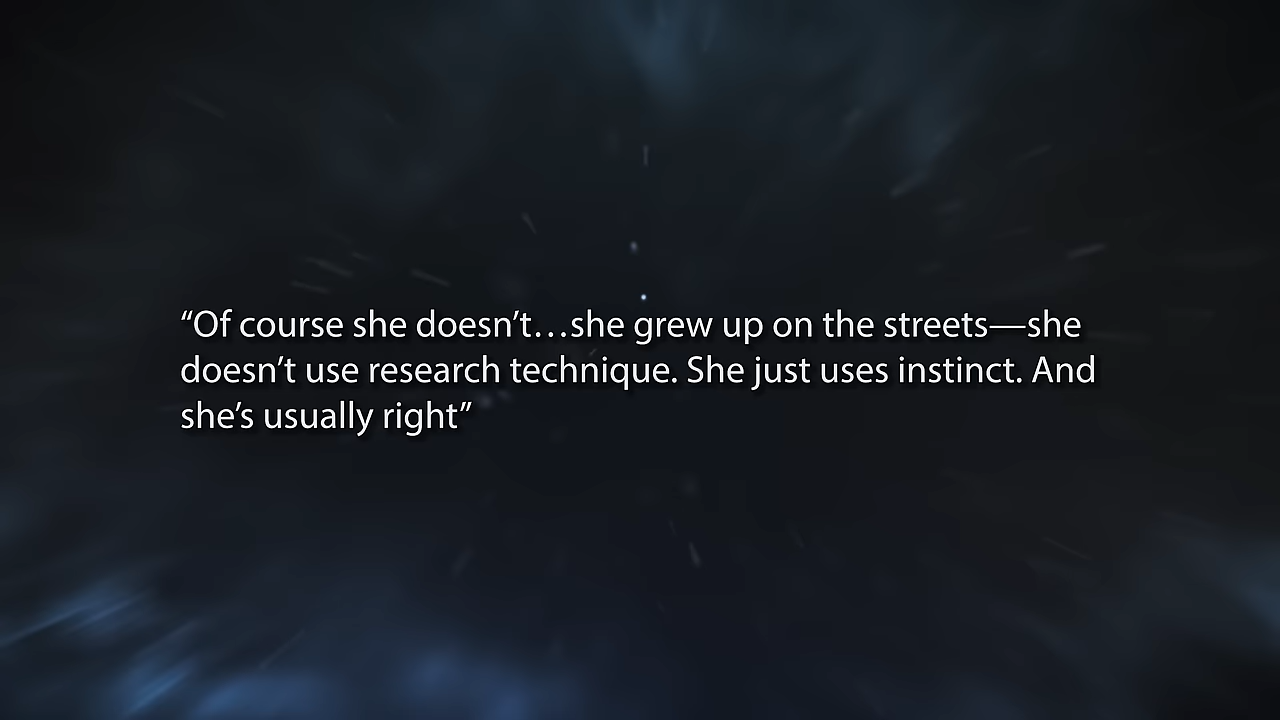 “Of course she doesn’t…she grew up on the streets—she
doesn’t use research technique. She just uses instinct. And
she’s usually right”